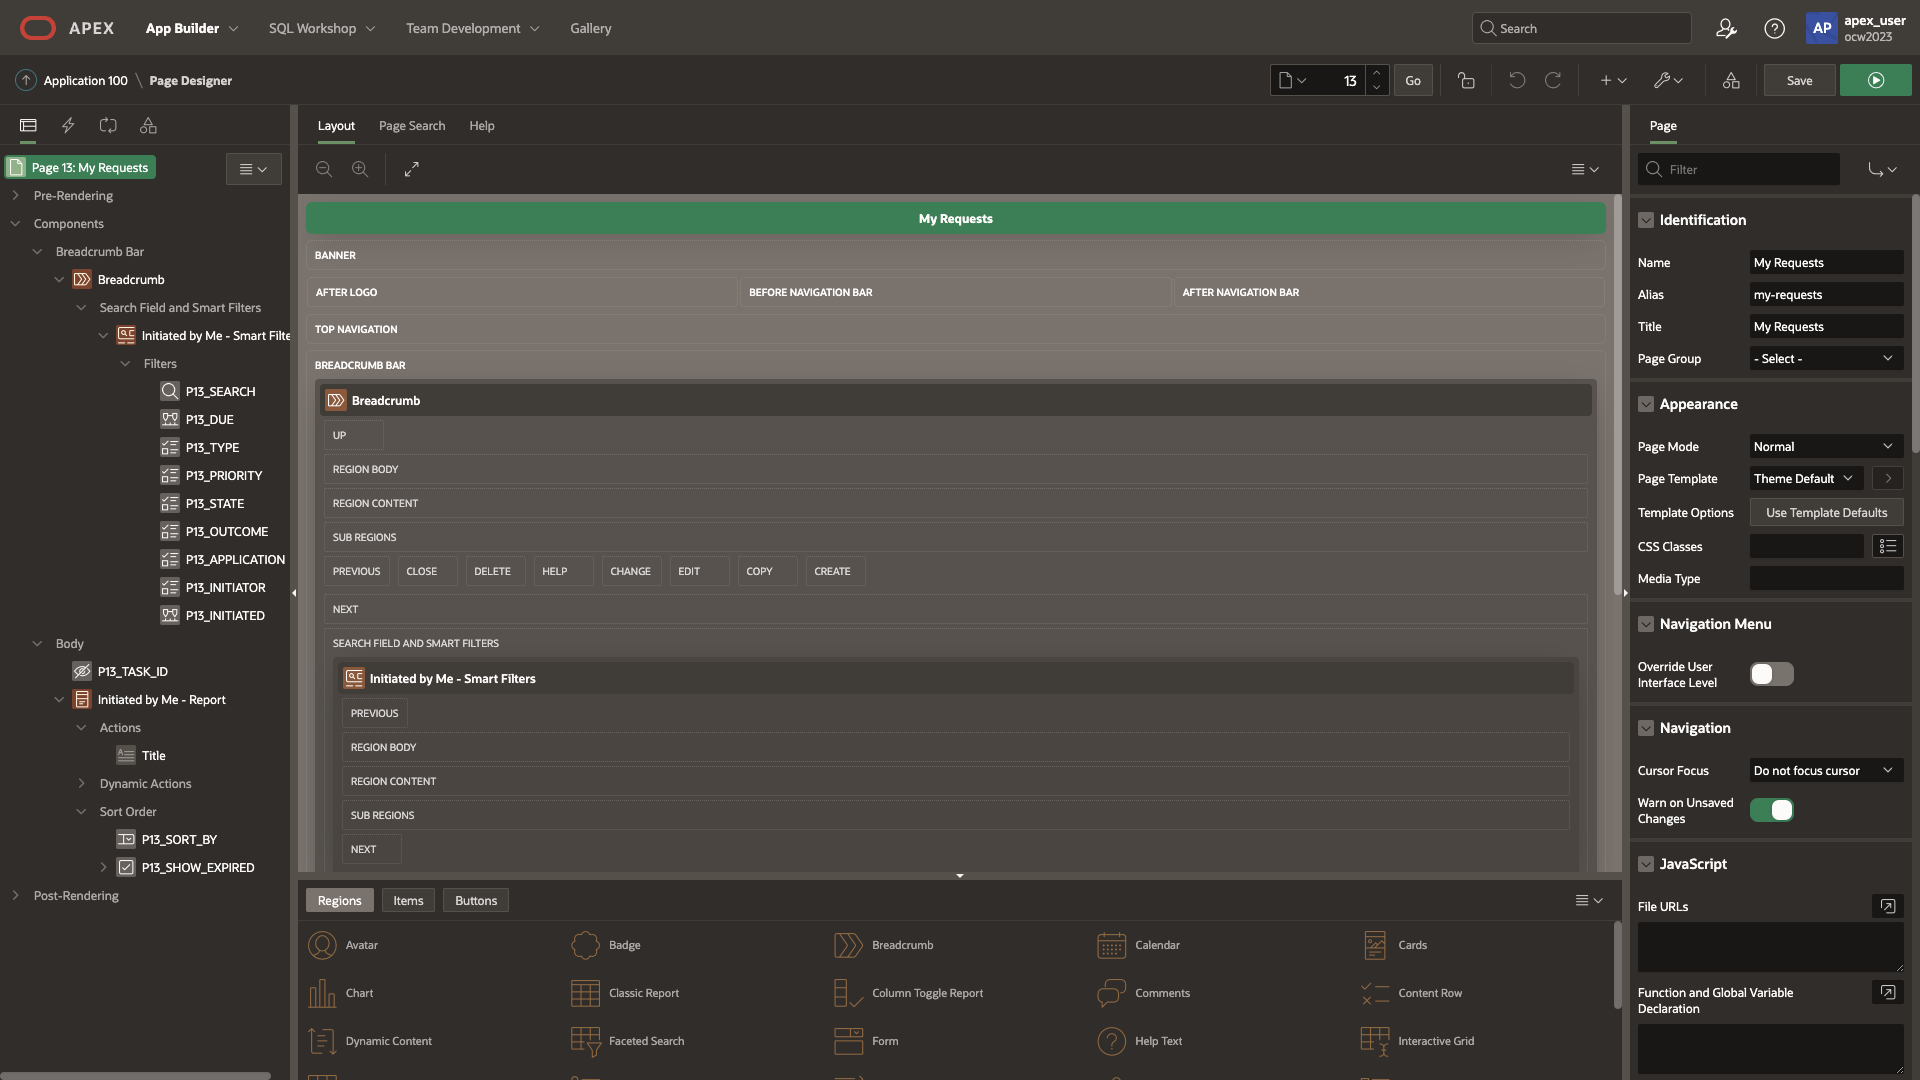 APEX
App Builder
SQL Workshop
Team Development
Gallery
Search
AP
apex_user
ocw2023
Application 100 \ Page Designer
13
Go
Save
Page 13: My Requests
Pre-Rendering
Components
Breadcrumb Bar
Breadcrumb
Search Field and Smart Filters
Initiated by Me - Smart Filte
Filters
P13_SEARCH
P13_DUE
P13_TYPE
P13_PRIORITY
P13_STATE
P13_OUTCOME
P13_APPLICATION
P13_INITIATOR
P13_INITIATED
Body
P13_TASK_ID
Initiated by Me - Report
Actions
Title
Dynamic Actions
Sort Order
P13_SORT_BY
P13_SHOW_EXPIRED
Post-Rendering
Layout
Page Search
Help
My Requests
BANNER
AFTER LOGO
BEFORE NAVIGATION BAR
AFTER NAVIGATION BAR
TOP NAVIGATION
BREADCRUMB BAR
Breadcrumb
UP
REGION BODY
REGION CONTENT
SUB REGIONS
PREVIOUS
CLOSE
DELETE
HELP
CHANGE
EDIT
COPY
CREATE
NEXT
SEARCH FIELD AND SMART FILTERS
Initiated by Me - Smart Filters
PREVIOUS
REGION BODY
REGION CONTENT
SUB REGIONS
NEXT
Regions
Items
Buttons
Avatar
Badge
Breadcrumb
Calendar
Cards
Chart
Classic Report
Column Toggle Report
Comments
Content Row
Dynamic Content
Faceted Search
Form
Help Text
Interactive Grid
Page
Filter
Identification
Name
My Requests
Alias
my-requests
Title
My Requests
Page Group
- Select -
Appearance
Page Mode
Normal
Page Template
Theme Default
Template Options
Use Template Defaults
CSS Classes
Media Type
Navigation Menu
Override User
Interface Level
Navigation
Cursor Focus
Do not focus cursor
Warn on Unsaved
Changes
JavaScript
File URLs
Function and Global Variable
Declaration